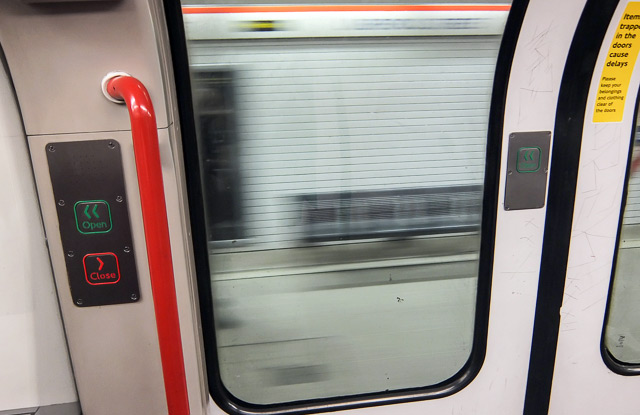 Open
Close
Items
trapped
in the
doors
cause
delays
Please
keep your
belongings
and clothing
clear of
the doors